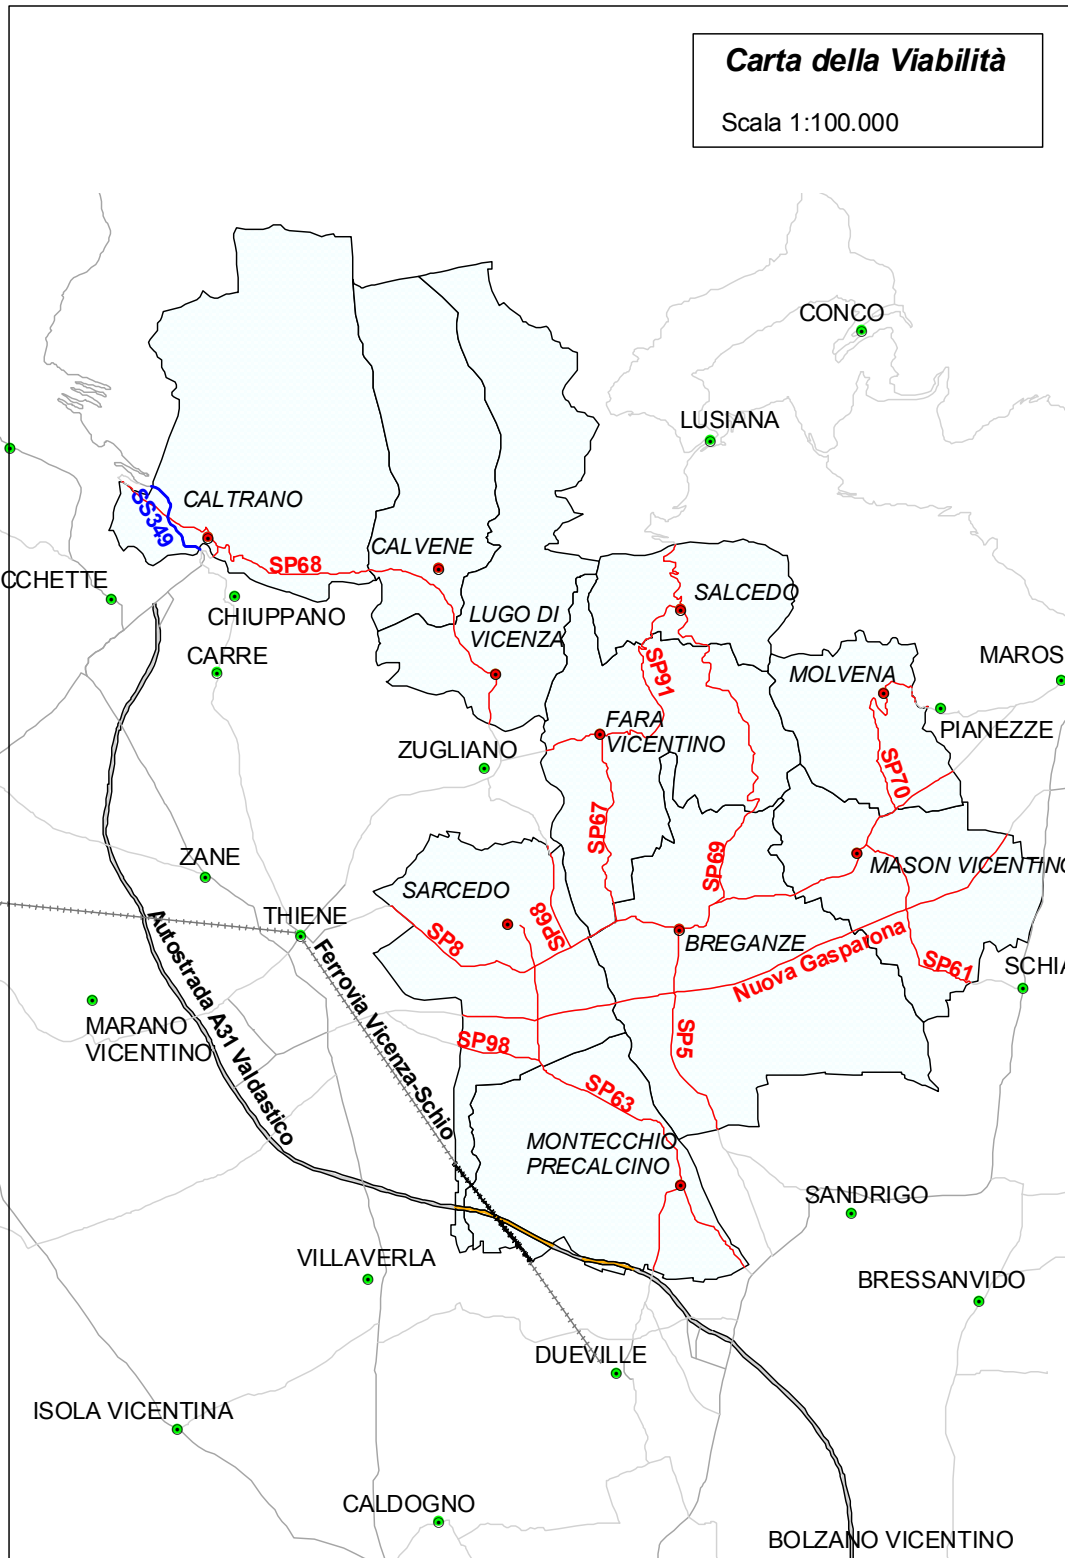 Carta della Viabilità
Scala 1:100.000
CONCO
LUSIANA
CALTRANO
SS349
CALVENE
SP68
CCHETTE
CHIUPPANO
LUGO DI
VICENZA
SALCEDO
CARRE
SP91
MOLVENA
MAROS
FARA
VICENTINO
PIANEZZE
ZUGLIANO
SP70
SP67
ZANE
SP69
MASON VICENTINO
SARCEDO
THIENE
SP8
SP68
BREGANZE
Nuova Gasparona
SP61
SCHIA
Autostrada A31 Valdastico
Ferrovia Vicenza-Schio
MARANO
VICENTINO
SP98
SP5
SP63
MONTECCHIO
PRECALCINO
SANDRIGO
VILLAVERLA
BRESSANVIDO
DUEVILLE
ISOLA VICENTINA
CALDOGNO
BOLZANO VICENTINO